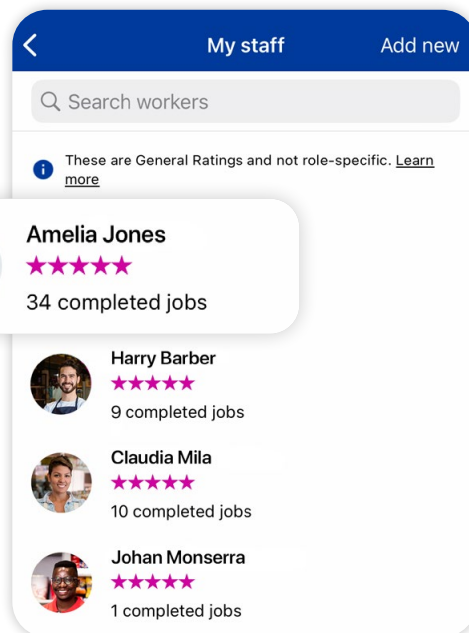 My staff
Add new
Search workers
These are General Ratings and not role-specific. Learn
more
Amelia Jones
34 completed jobs
Harry Barber
9 completed jobs
Claudia Mila
10 completed jobs
Johan Monserra
1 completed jobs